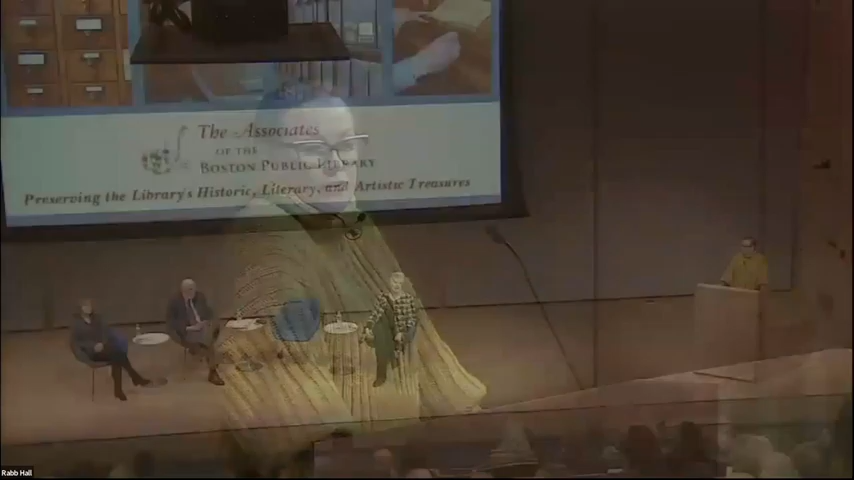 The Associates
OF THE
BOSTON PUBLIC LIBRARY
Preserving the Library's Historic, Literary, and Artistic Treasures
Rabb Hall